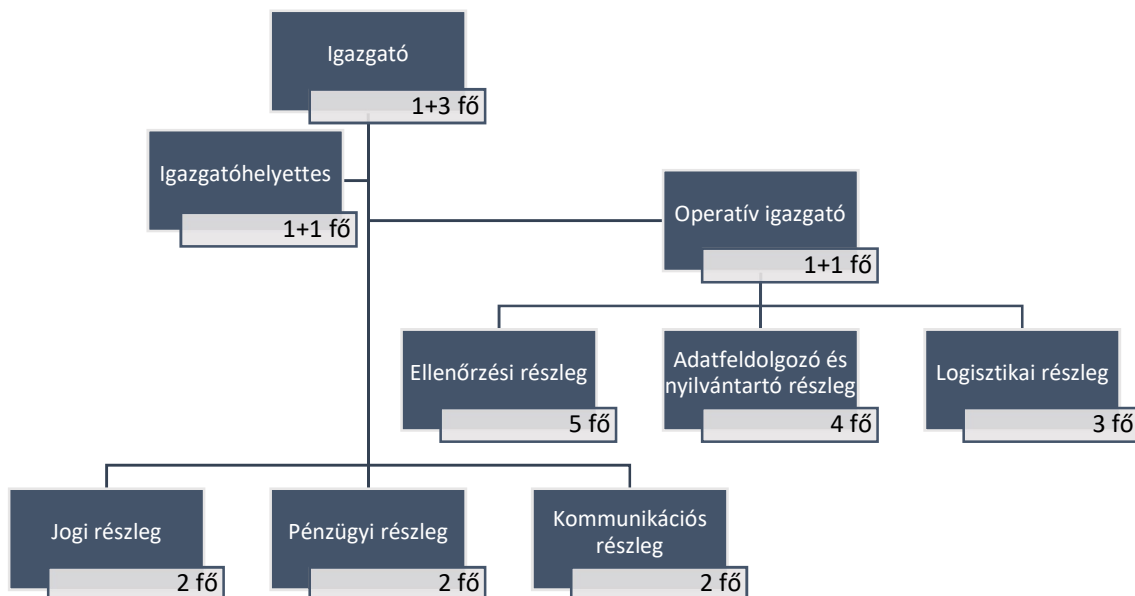 Igazgató
1+3 fő
Igazgatóhelyettes
1+1 fő
Operatív igazgató
1+1 fő
Ellenőrzési részleg
5 fő
Adatfeldolgozó és
nyilvántartó részleg
4 fő
Logisztikai részleg
3 fő
Jogi részleg
2 fő
Pénzügyi részleg
2 fő
Kommunikációs
részleg
2 fő